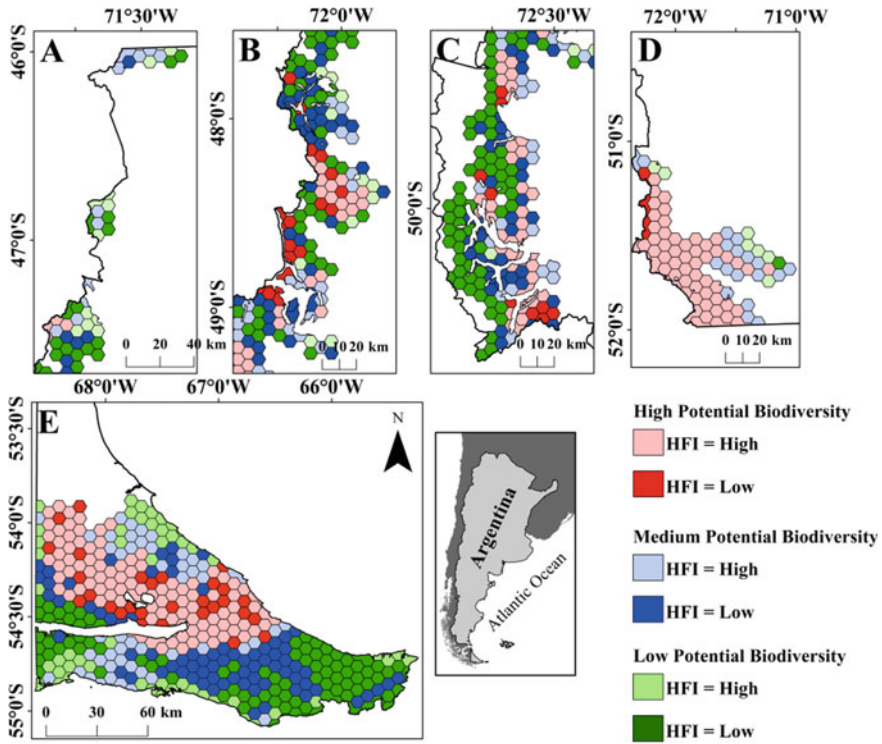 71°30'W
72°0'W
72°30'W
72°0'W 71°0'W
A
B
C
D
46°0'S
47°0'S
48°0'S
49°0'S
50°0'S
51°0'S
52°0'S
0 20 40 km
0 10 20 km
0 10 20 km
0 10 20 km
68°0'W 67°0'W 66°0'W
E
N
53°30'S
54°0'S
54°30'S
55°0'S
0 30 60 km
Argentina
Atlantic Ocean
High Potential Biodiversity
HFI = High
HFI = Low
Medium Potential Biodiversity
HFI = High
HFI = Low
Low Potential Biodiversity
HFI = High
HFI = Low